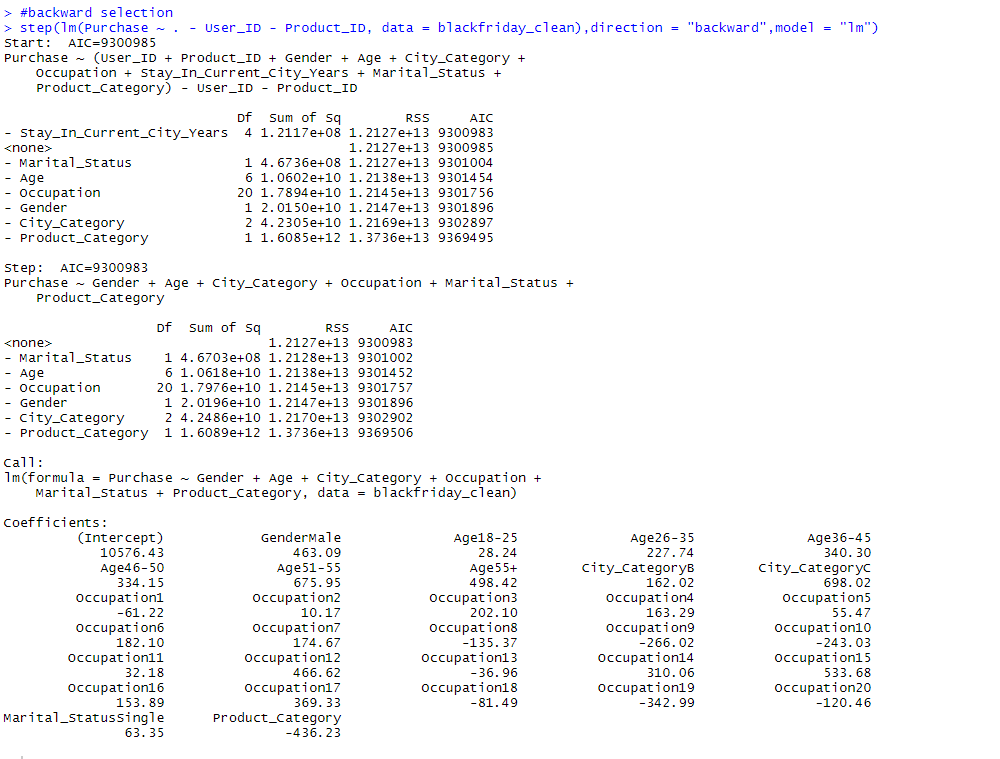 > #backward selection
> step(lm(Purchase ~ . - User_ID - Product_ID, data = blackfriday_clean),direction = "backward",model = "lm")
Start:  AIC=9300985
Purchase ~ (User_ID + Product_ID + Gender + Age + City_Category +
    Occupation + Stay_In_Current_City_Years + Marital_Status +
    Product_Category) - User_ID - Product_ID

                             Df  Sum of Sq        RSS     AIC
- Stay_In_Current_City_Years  4 1.2117e+08 1.2127e+13 9300983
<none>                                     1.2127e+13 9300985
- Marital_Status              1 4.6736e+08 1.2127e+13 9301004
- Age                         6 1.0602e+10 1.2138e+13 9301454
- Occupation                 20 1.7894e+10 1.2145e+13 9301756
- Gender                      1 2.0150e+10 1.2147e+13 9301896
- City_Category               2 4.2305e+10 1.2169e+13 9302897
- Product_Category            1 1.6085e+12 1.3736e+13 9369495

Step:  AIC=9300983
Purchase ~ Gender + Age + City_Category + Occupation + Marital_Status +
    Product_Category

                   Df  Sum of Sq        RSS     AIC
<none>                           1.2127e+13 9300983
- Marital_Status    1 4.6703e+08 1.2128e+13 9301002
- Age               6 1.0618e+10 1.2138e+13 9301452
- Occupation       20 1.7976e+10 1.2145e+13 9301757
- Gender            1 2.0196e+10 1.2147e+13 9301896
- City_Category     2 4.2486e+10 1.2170e+13 9302902
- Product_Category  1 1.6089e+12 1.3736e+13 9369506

Call:
lm(formula = Purchase ~ Gender + Age + City_Category + Occupation +
    Marital_Status + Product_Category, data = blackfriday_clean)

Coefficients:
         (Intercept)            GenderMale              Age18-25              Age26-35              Age36-45
            10576.43                463.09                 28.24                227.74                340.30
            Age46-50              Age51-55                Age55+        City_CategoryB        City_CategoryC
              334.15                675.95                498.42                162.02                698.02
         Occupation1           Occupation2           Occupation3           Occupation4           Occupation5
              -61.22                 10.17                202.10                163.29                 55.47
         Occupation6           Occupation7           Occupation8           Occupation9          Occupation10
              182.10                174.67               -135.37               -266.02               -243.03
        Occupation11          Occupation12          Occupation13          Occupation14          Occupation15
               32.18                466.62                -36.96                310.06                533.68
        Occupation16          Occupation17          Occupation18          Occupation19          Occupation20
              153.89                369.33                -81.49               -342.99               -120.46
Marital_StatusSingle      Product_Category
               63.35               -436.23